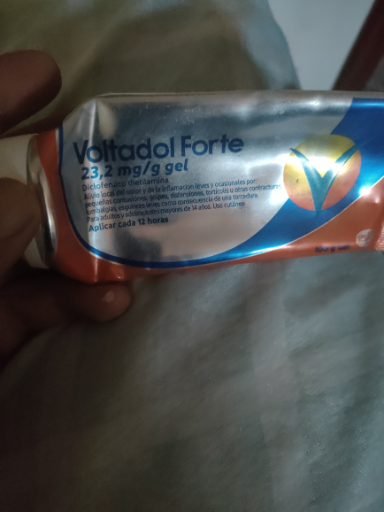 Voltadol Forte
23,2 mg/g gel
Diclofenaco dietilamina
Alivio local del dolor y de la inflamación leves y ocasionales por:
pequeñas contusiones, golpes, distensiones, tortícolis u otras contracturas,
lumbalgias, esguinces leves como consecuencia de una torcedura.
Para adultos y adolescentes mayores de 14 años. Uso cutáneo
Aplicar cada 12 horas